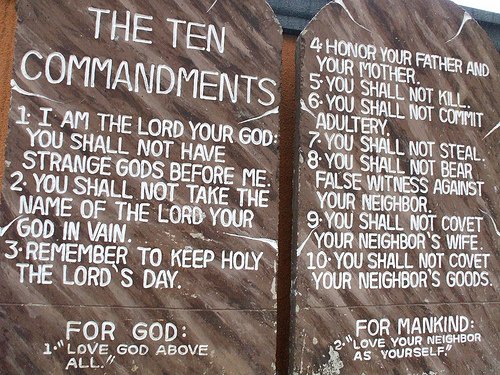 THE TEN
COMMANDMENTS
1. I AM THE LORD YOUR GOD:
YOU SHALL NOT HAVE
STRANGE GODS BEFORE ME.
2. YOU SHALL NOT TAKE THE
NAME OF THE LORD YOUR
GOD IN VAIN.
3. REMEMBER TO KEEP HOLY
THE LORD'S DAY.
FOR GOD:
1. "LOVE GOD ABOVE
ALL."
4. HONOR YOUR FATHER AND
YOUR MOTHER.
5. YOU SHALL NOT KILL.
6. YOU SHALL NOT COMMIT
ADULTERY.
7. YOU SHALL NOT STEAL.
8. YOU SHALL NOT BEAR
FALSE WITNESS AGAINST
YOUR NEIGHBOR.
9. YOU SHALL NOT COVET
YOUR NEIGHBOR'S WIFE.
10. YOU SHALL NOT COVET
YOUR NEIGHBOR'S GOODS.
FOR MANKIND:
2. "LOVE YOUR NEIGHBOR
AS YOURSELF."